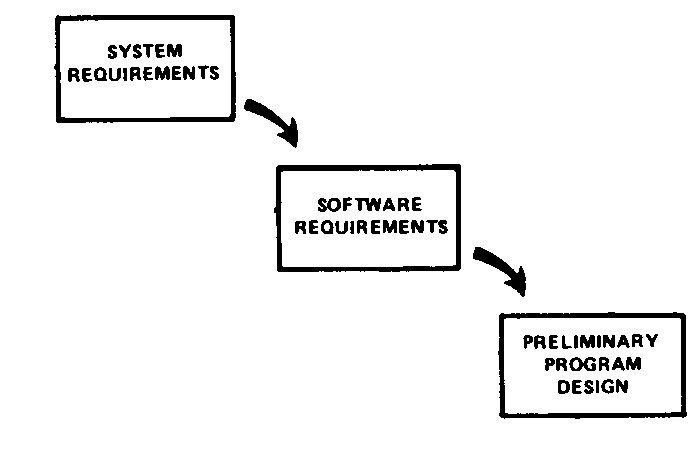 SYSTEM
REQUIREMENTS
SOFTWARE
REQUIREMENTS
PRELIMINARY
PROGRAM
DESIGN